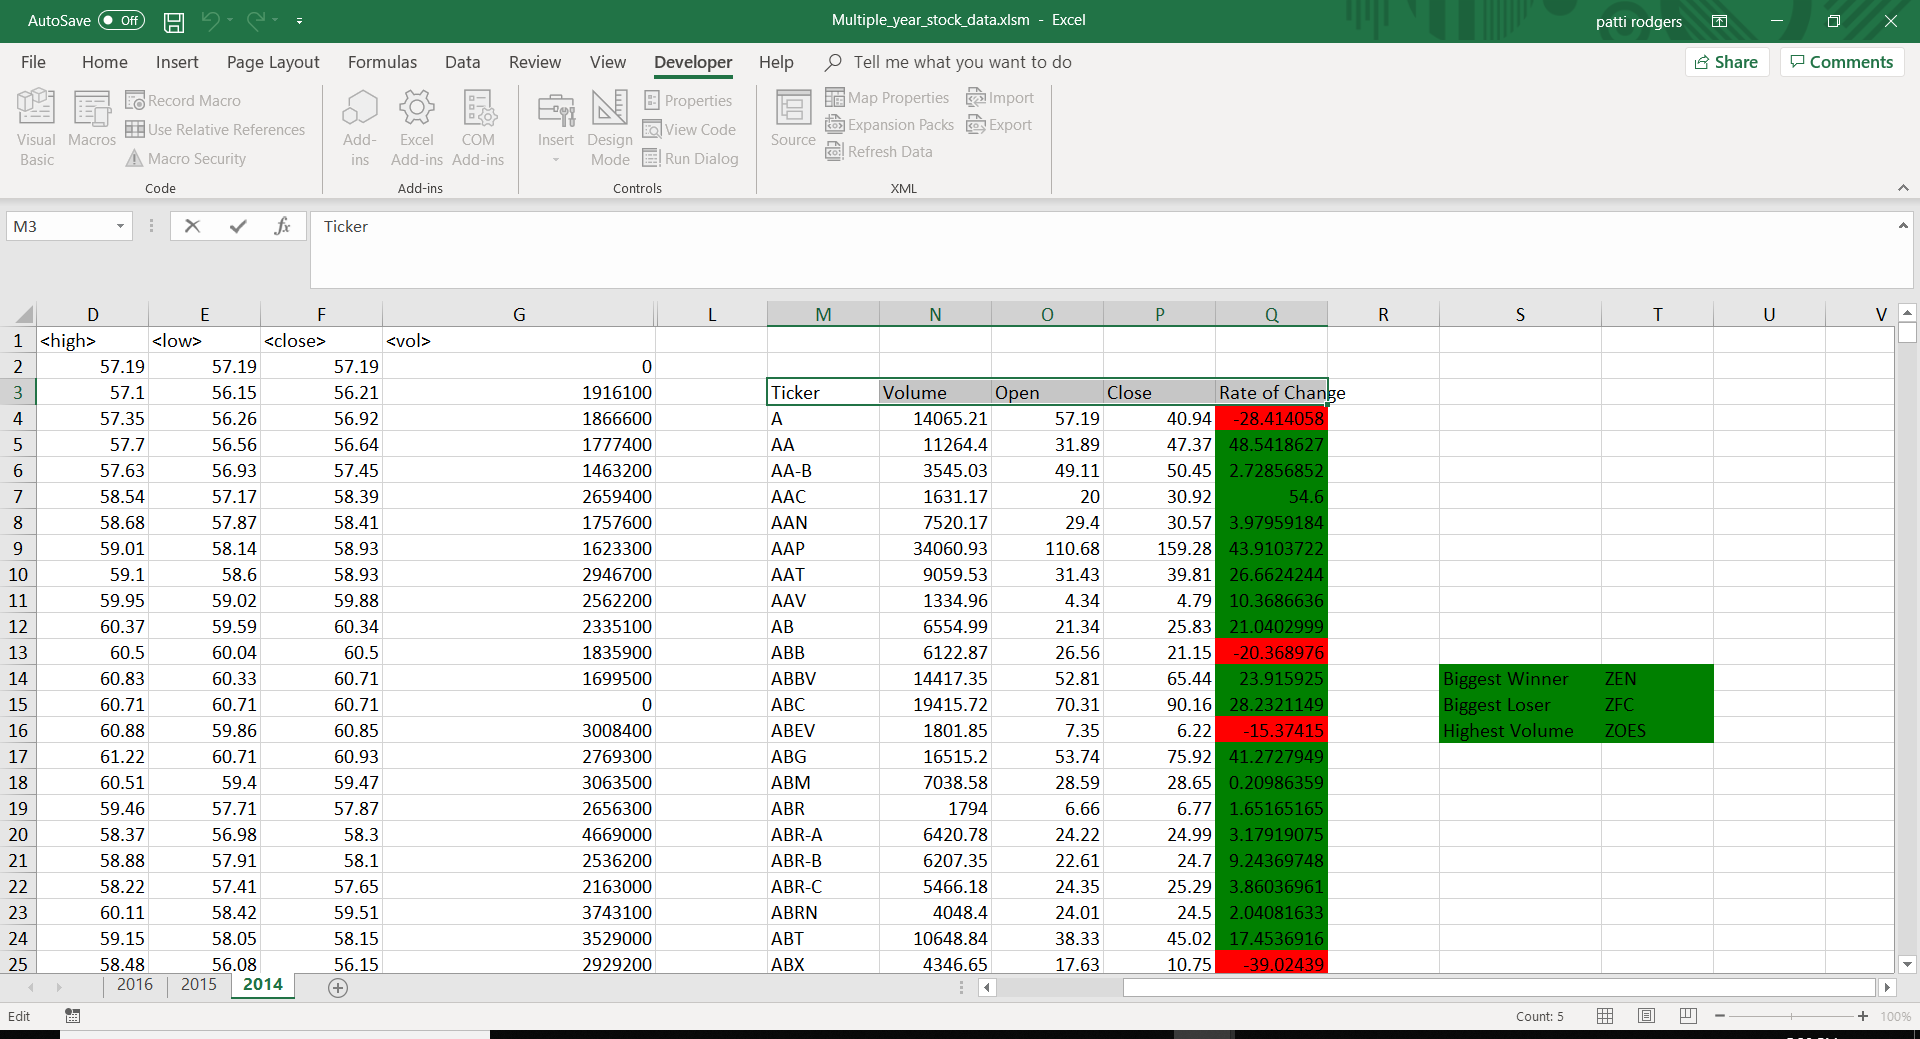 AutoSave Off Multiple_year_stock_data.xlsm - Excel patti rodgers
File Home Insert Page Layout Formulas Data Review View Developer Help Tell me what you want to do Share Comments
Visual Basic
Macros
Record Macro
Use Relative References
Macro Security
Code
Add-ins
Excel Add-ins
COM Add-ins
Add-ins
Insert
Design Mode
Properties
View Code
Run Dialog
Controls
Source
Map Properties
Expansion Packs
Refresh Data
Import
Export
XML
M3 fx Ticker
D E F G L M N O P Q R S T U V
1 <high> <low> <close> <vol>
2 57.19 57.19 57.19 0
3 57.1 56.15 56.21 1916100 Ticker Volume Open Close Rate of Change
4 57.35 56.26 56.92 1866600 A 14065.21 57.19 40.94 -28.414058
5 57.7 56.56 56.64 1777400 AA 11264.4 31.89 47.37 48.5418627
6 57.63 56.93 57.45 1463200 AA-B 3545.03 49.11 50.45 2.72856852
7 58.54 57.17 58.39 2659400 AAC 1631.17 20 30.92 54.6
8 58.68 57.87 58.41 1757600 AAN 7520.17 29.4 30.57 3.97959184
9 59.01 58.14 58.93 1623300 AAP 34060.93 110.68 159.28 43.9103722
10 59.1 58.6 58.93 2946700 AAT 9059.53 31.43 39.81 26.6624244
11 59.95 59.02 59.88 2562200 AAV 1334.96 4.34 4.79 10.3686636
12 60.37 59.59 60.34 2335100 AB 6554.99 21.34 25.83 21.0402999
13 60.5 60.04 60.5 1835900 ABB 6122.87 26.56 21.15 -20.368976
14 60.83 60.33 60.71 1699500 ABBV 14417.35 52.81 65.44 23.915925 Biggest Winner ZEN
15 60.71 60.71 60.71 0 ABC 19415.72 70.31 90.16 28.2321149 Biggest Loser ZFC
16 60.88 59.86 60.85 3008400 ABEV 1801.85 7.35 6.22 -15.37415 Highest Volume ZOES
17 61.22 60.71 60.93 2769300 ABG 16515.2 53.74 75.92 41.2727949
18 60.51 59.4 59.47 3063500 ABM 7038.58 28.59 28.65 0.20986359
19 59.46 57.71 57.87 2656300 ABR 1794 6.66 6.77 1.65165165
20 58.37 56.98 58.3 4669000 ABR-A 6420.78 24.22 24.99 3.17919075
21 58.88 57.91 58.1 2536200 ABR-B 6207.35 22.61 24.7 9.24369748
22 58.22 57.41 57.65 2163000 ABR-C 5466.18 24.35 25.29 3.86036961
23 60.11 58.42 59.51 3743100 ABRN 4048.4 24.01 24.5 2.04081633
24 59.15 58.05 58.15 3529000 ABT 10648.84 38.33 45.02 17.4536916
25 58.48 56.08 56.15 2929200 ABX 4346.65 17.63 10.75 -39.02439
2016 2015 2014
Edit Count: 5 100%